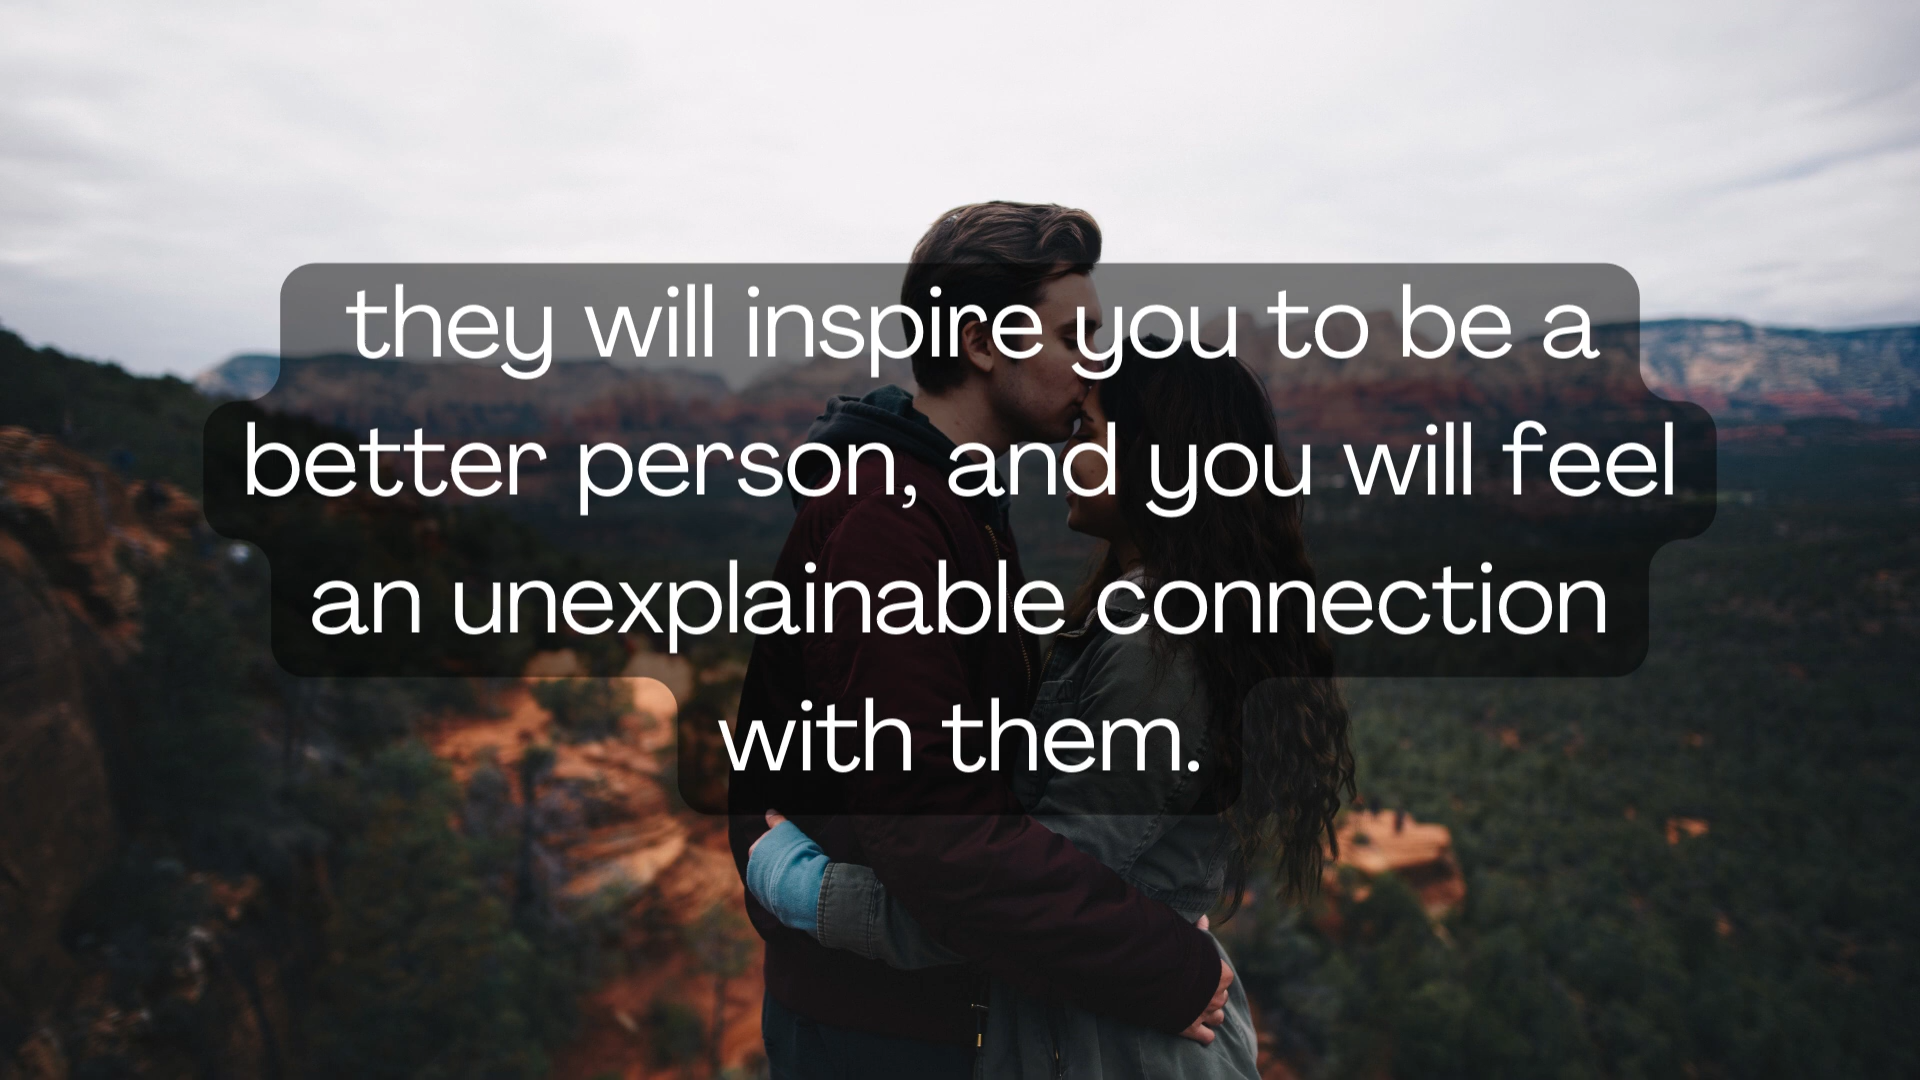 they will inspire you to be a
better person, and you will feel
an unexplainable connection
with them.